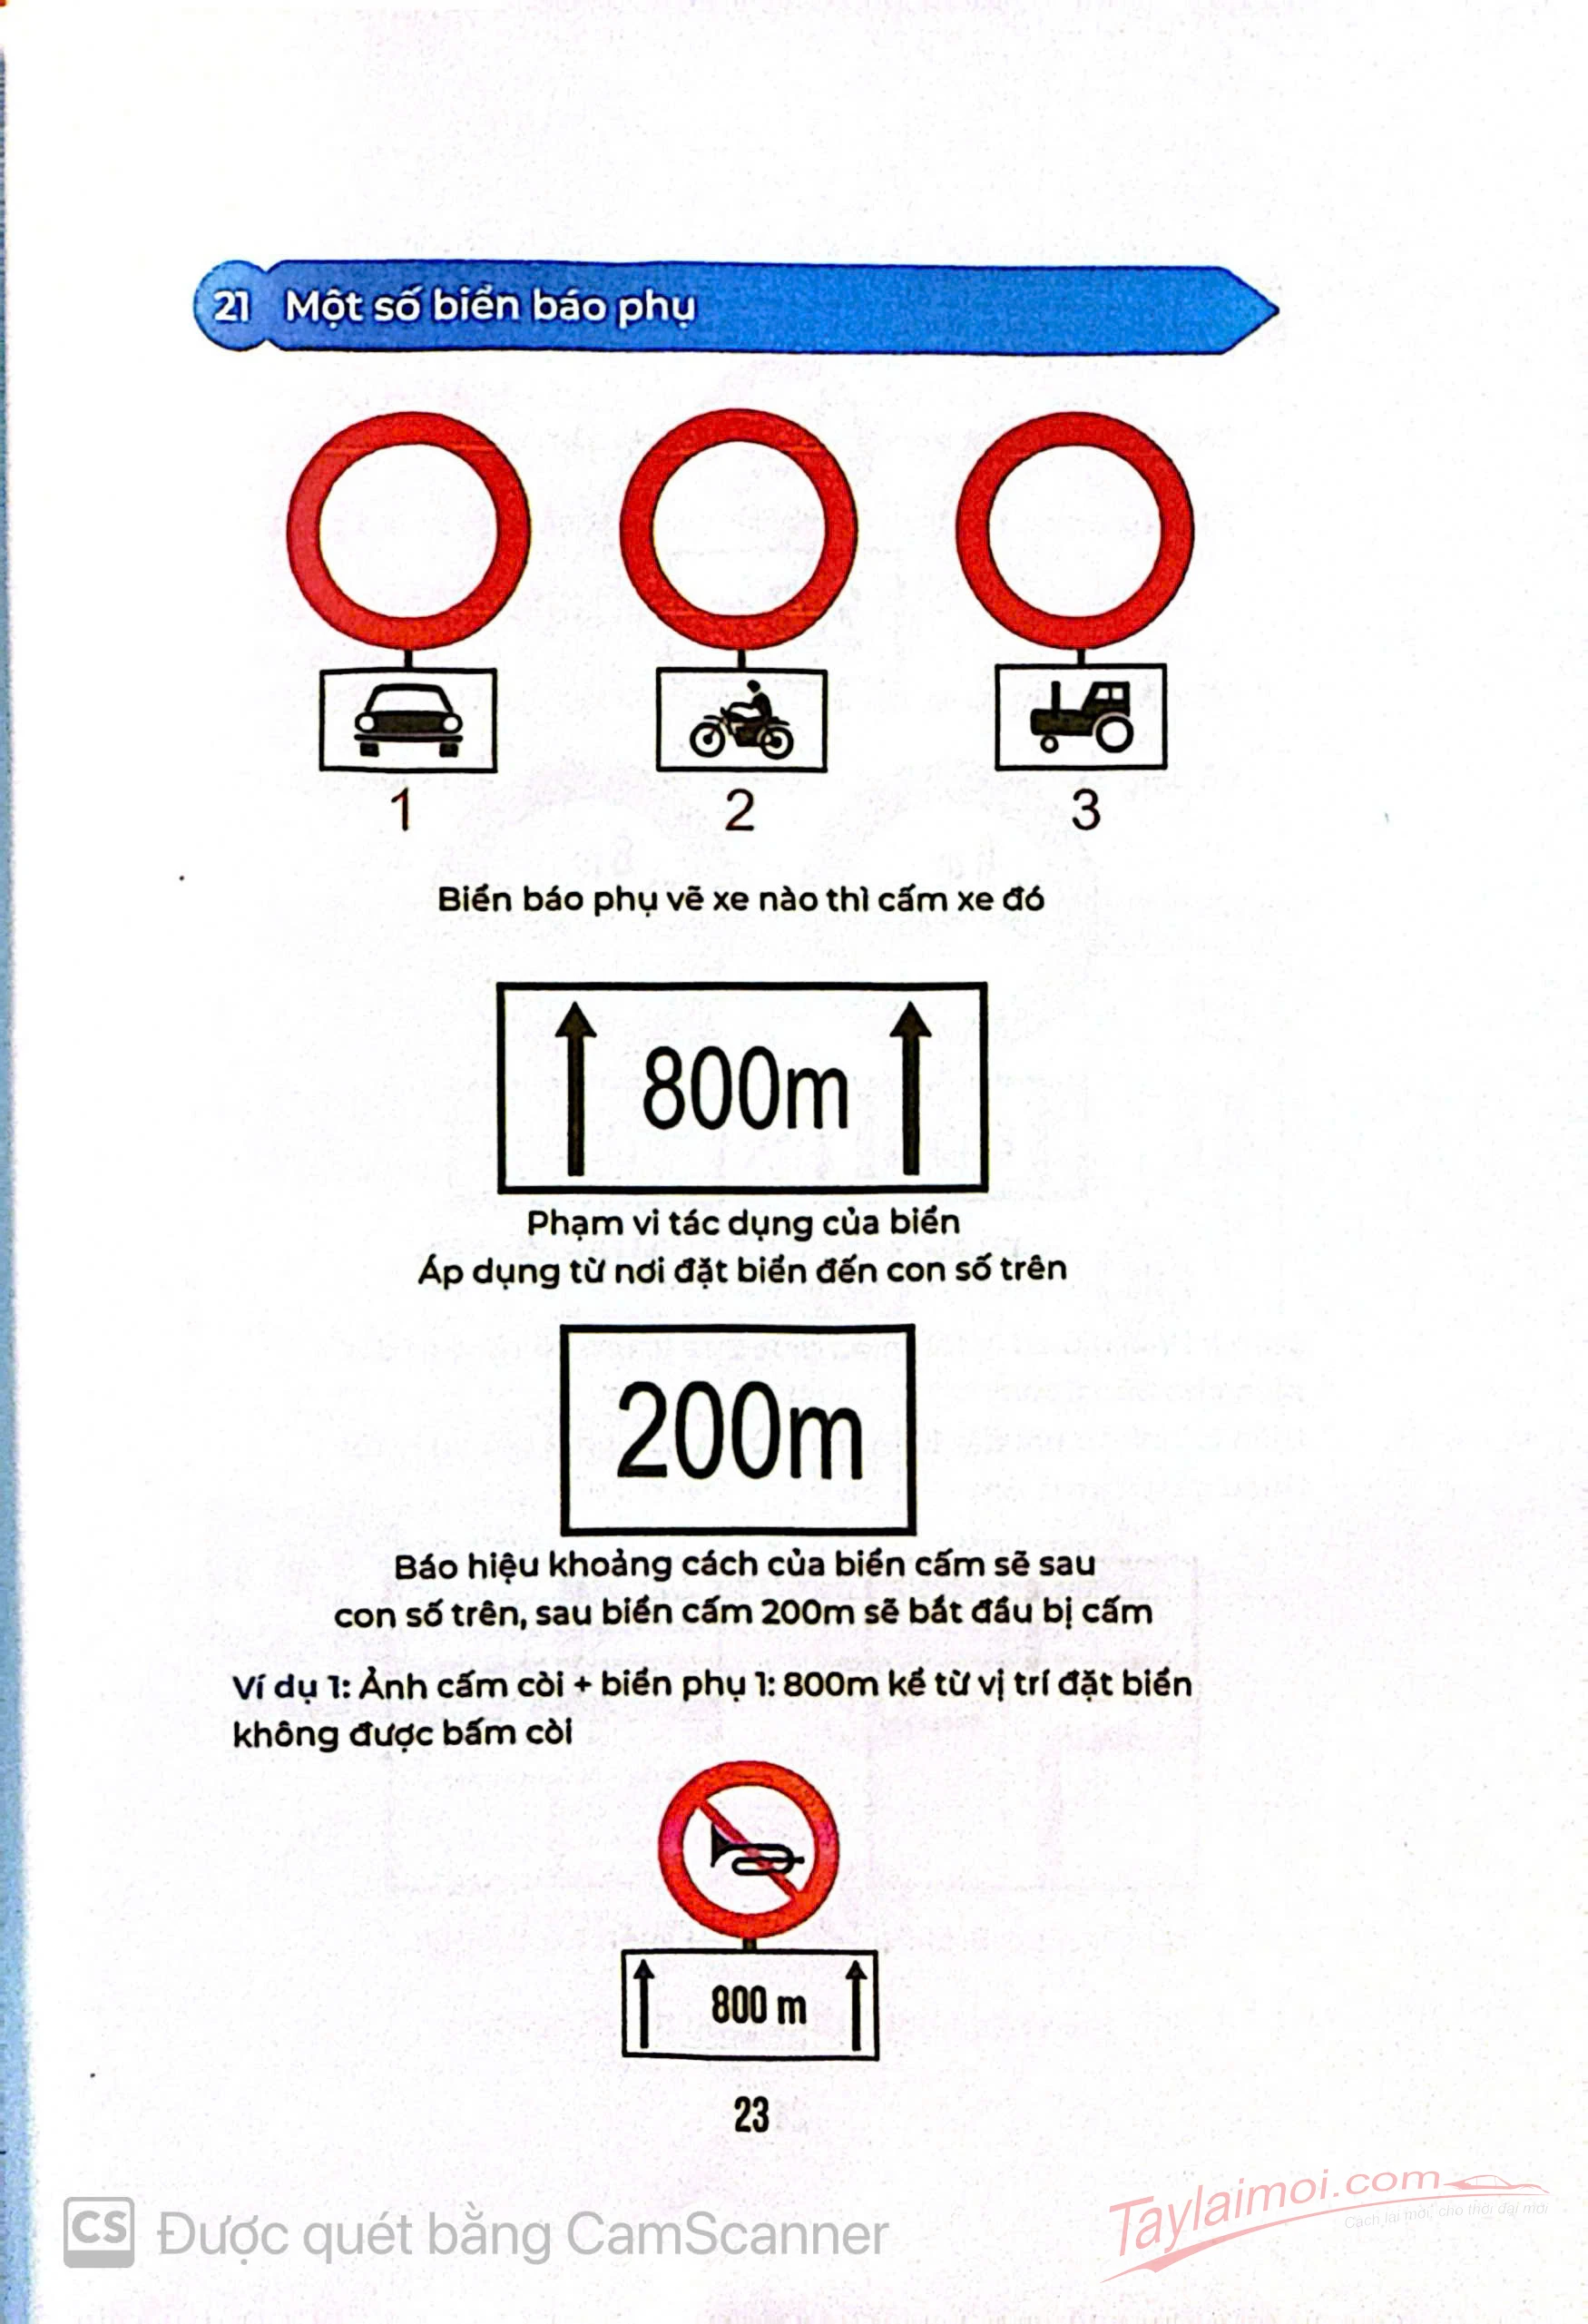 21 Một số biển báo phụ
1 2 3
Biển báo phụ vẽ xe nào thì cấm xe đó
800m
Phạm vi tác dụng của biển
Áp dụng từ nơi đặt biển đến con số trên
200m
Báo hiệu khoảng cách của biển cấm sẽ sau
con số trên, sau biển cấm 200m sẽ bắt đầu bị cấm
Ví dụ 1: Ảnh cấm còi + biển phụ 1: 800m kể từ vị trí đặt biển
không được bấm còi
800 m
23
Taylaimoi.com
Cách lái mới, cho thời đại mới
CS Được quét bằng CamScanner